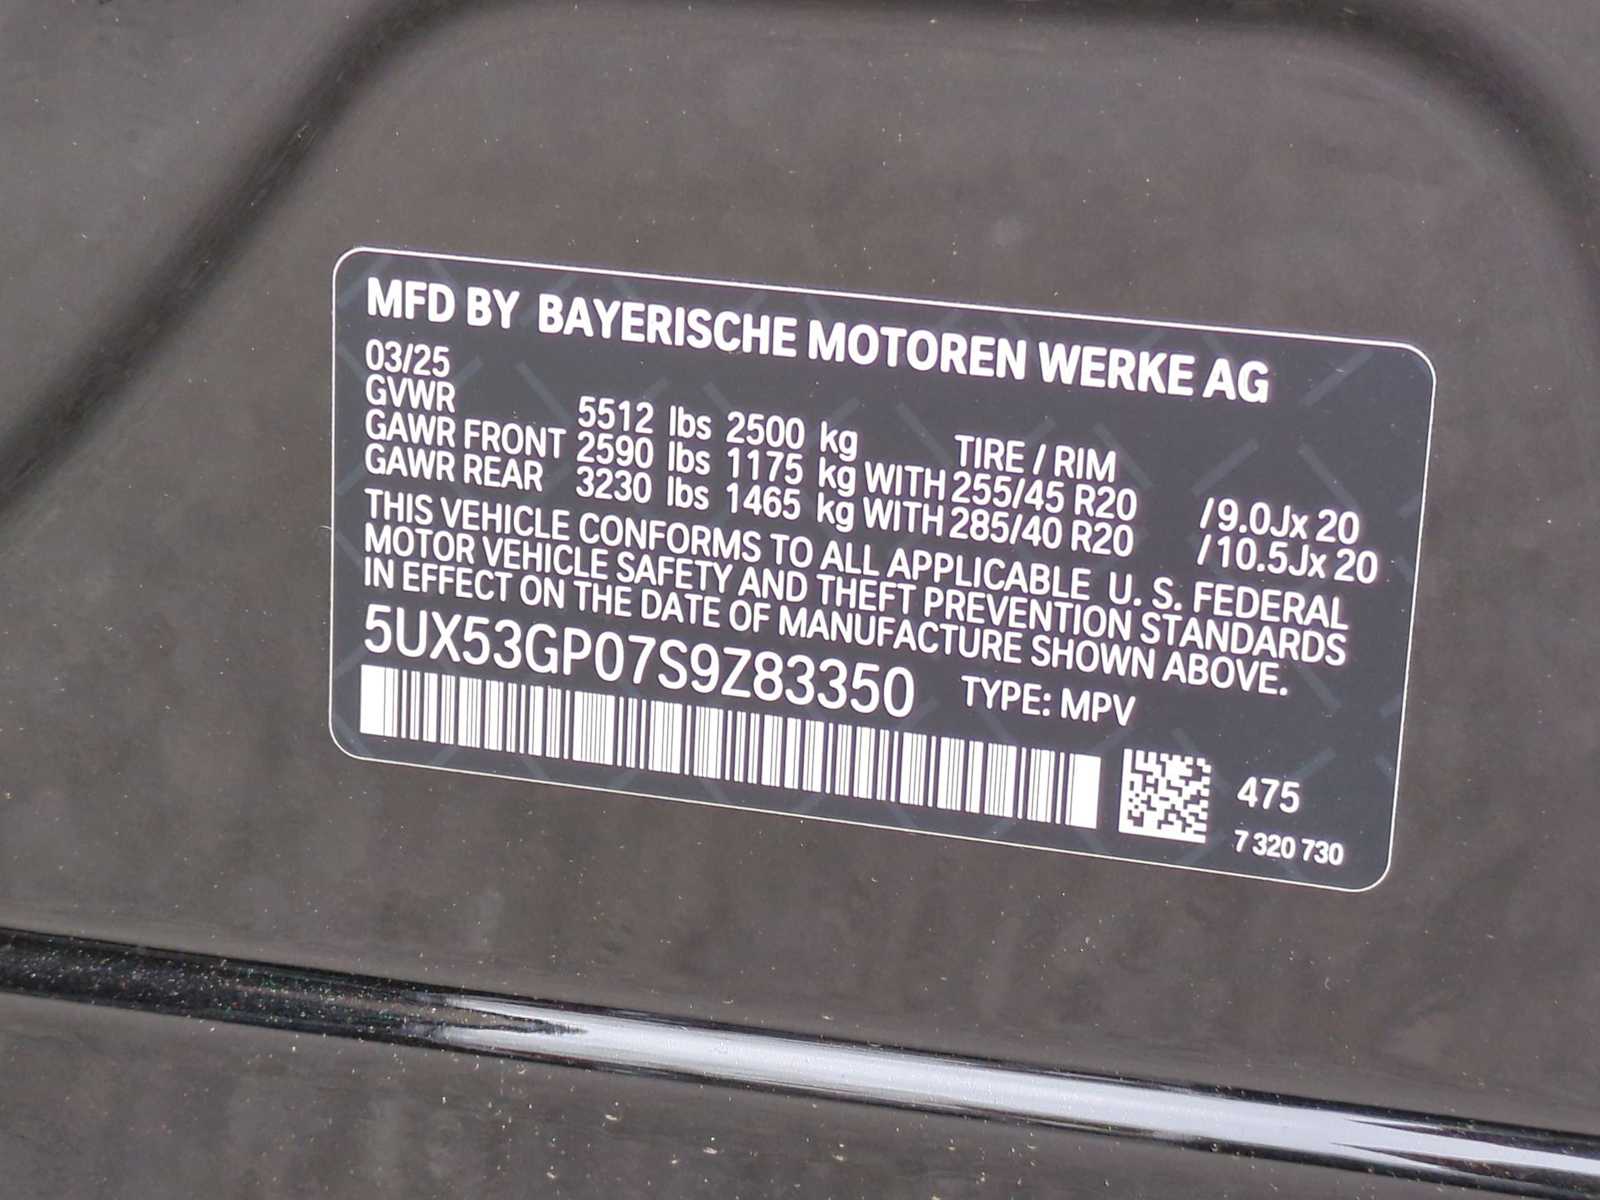 MFD BY BAYERISCHE MOTOREN WERKE AG
03/25
GVWR 5512 lbs 2500 kg TIRE / RIM
GAWR FRONT 2590 lbs 1175 kg WITH 255/45 R20 /9.0Jx 20
GAWR REAR 3230 lbs 1465 kg WITH 285/40 R20 /10.5Jx 20
THIS VEHICLE CONFORMS TO ALL APPLICABLE U. S. FEDERAL
MOTOR VEHICLE SAFETY AND THEFT PREVENTION STANDARDS
IN EFFECT ON THE DATE OF MANUFACTURE SHOWN ABOVE.
5UX53GP07S9Z83350 TYPE: MPV
475
7 320 730